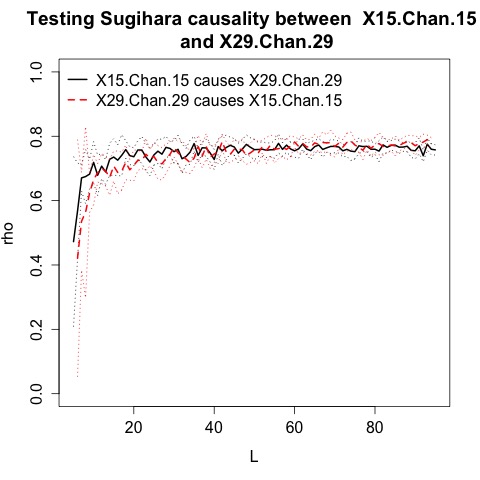 Testing Sugihara causality between  X15.Chan.15
and X29.Chan.29
X15.Chan.15 causes X29.Chan.29
X29.Chan.29 causes X15.Chan.15
1.0
0.8
0.6
0.4
0.2
0.0
rho
20 40 60 80
L